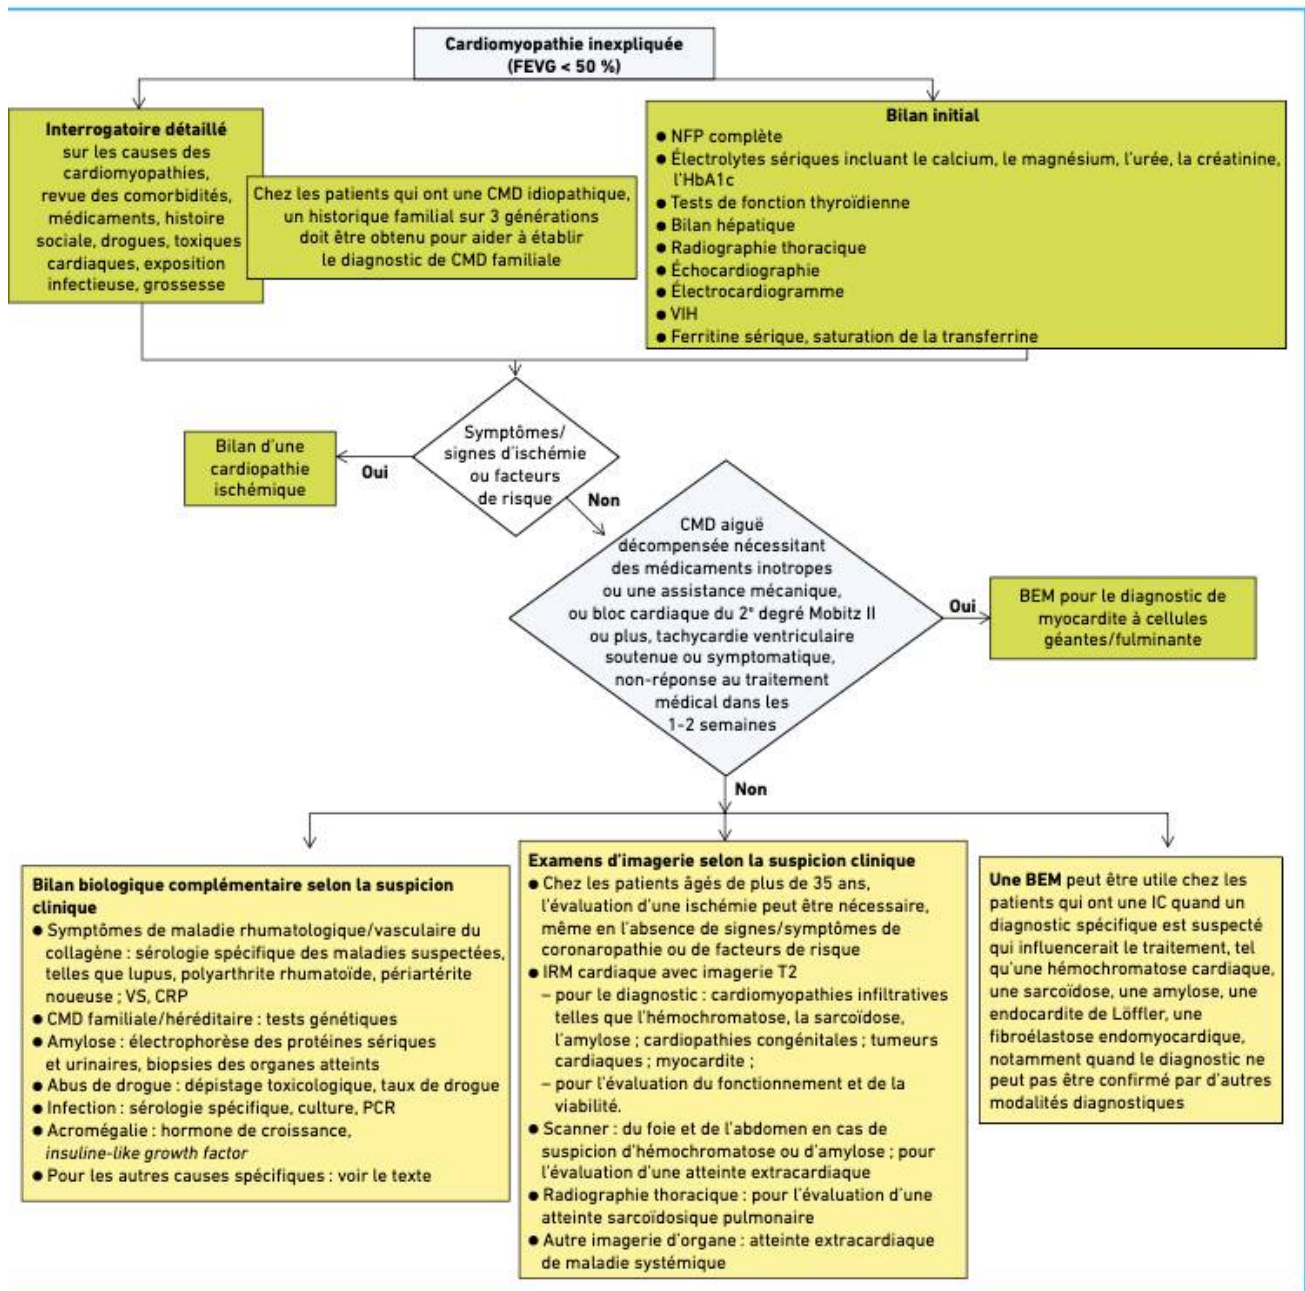 Cardiomyopathie inexpliquée
(FEVG < 50 %)
Interrogatoire détaillé
sur les causes des
cardiomyopathies,
revue des comorbidités,
médicaments, histoire
sociale, drogues, toxiques
cardiaques, exposition
infectieuse, grossesse
Chez les patients qui ont une CMD idiopathique,
un historique familial sur 3 générations
doit être obtenu pour aider à établir
le diagnostic de CMD familiale
Bilan initial
● NFP complète
● Électrolytes sériques incluant le calcium, le magnésium, l'urée, la créatinine,
l'HbA1c
● Tests de fonction thyroïdienne
● Bilan hépatique
● Radiographie thoracique
● Échocardiographie
● Électrocardiogramme
● VIH
● Ferritine sérique, saturation de la transferrine
Symptômes/
signes d'ischémie
ou facteurs
de risque
Oui
Bilan d'une
cardiopathie
ischémique
Non
CMD aiguë
décompensée nécessitant
des médicaments inotropes
ou une assistance mécanique,
ou bloc cardiaque du 2° degré Mobitz II
ou plus, tachycardie ventriculaire
soutenue ou symptomatique,
non-réponse au traitement
médical dans les
1-2 semaines
Oui
BEM pour le diagnostic de
myocardite à cellules
géantes/fulminante
Non
Bilan biologique complémentaire selon la suspicion
clinique
● Symptômes de maladie rhumatologique/vasculaire du
collagène : sérologie spécifique des maladies suspectées,
telles que lupus, polyarthrite rhumatoïde, périartérite
noueuse ; VS, CRP
● CMD familiale/héréditaire : tests génétiques
● Amylose : électrophorèse des protéines sériques
et urinaires, biopsies des organes atteints
● Abus de drogue : dépistage toxicologique, taux de drogue
● Infection : sérologie spécifique, culture, PCR
● Acromégalie : hormone de croissance,
insuline-like growth factor
● Pour les autres causes spécifiques : voir le texte
Examens d'imagerie selon la suspicion clinique
● Chez les patients âgés de plus de 35 ans,
l'évaluation d'une ischémie peut être nécessaire,
même en l'absence de signes/symptômes de
coronaropathie ou de facteurs de risque
● IRM cardiaque avec imagerie T2
– pour le diagnostic : cardiomyopathies infiltratives
telles que l'hémochromatose, la sarcoïdose,
l'amylose ; cardiopathies congénitales ; tumeurs
cardiaques ; myocardite ;
– pour l'évaluation du fonctionnement et de la
viabilité.
● Scanner : du foie et de l'abdomen en cas de
suspicion d'hémochromatose ou d'amylose ; pour
l'évaluation d'une atteinte extracardiaque
● Radiographie thoracique : pour l'évaluation d'une
atteinte sarcoïdosique pulmonaire
● Autre imagerie d'organe : atteinte extracardiaque
de maladie systémique
Une BEM peut être utile chez les
patients qui ont une IC quand un
diagnostic spécifique est suspecté
qui influencerait le traitement, tel
qu'une hémochromatose cardiaque,
une sarcoïdose, une amylose, une
endocardite de Löffler, une
fibroélastose endomyocardique,
notamment quand le diagnostic ne
peut pas être confirmé par d'autres
modalités diagnostiques